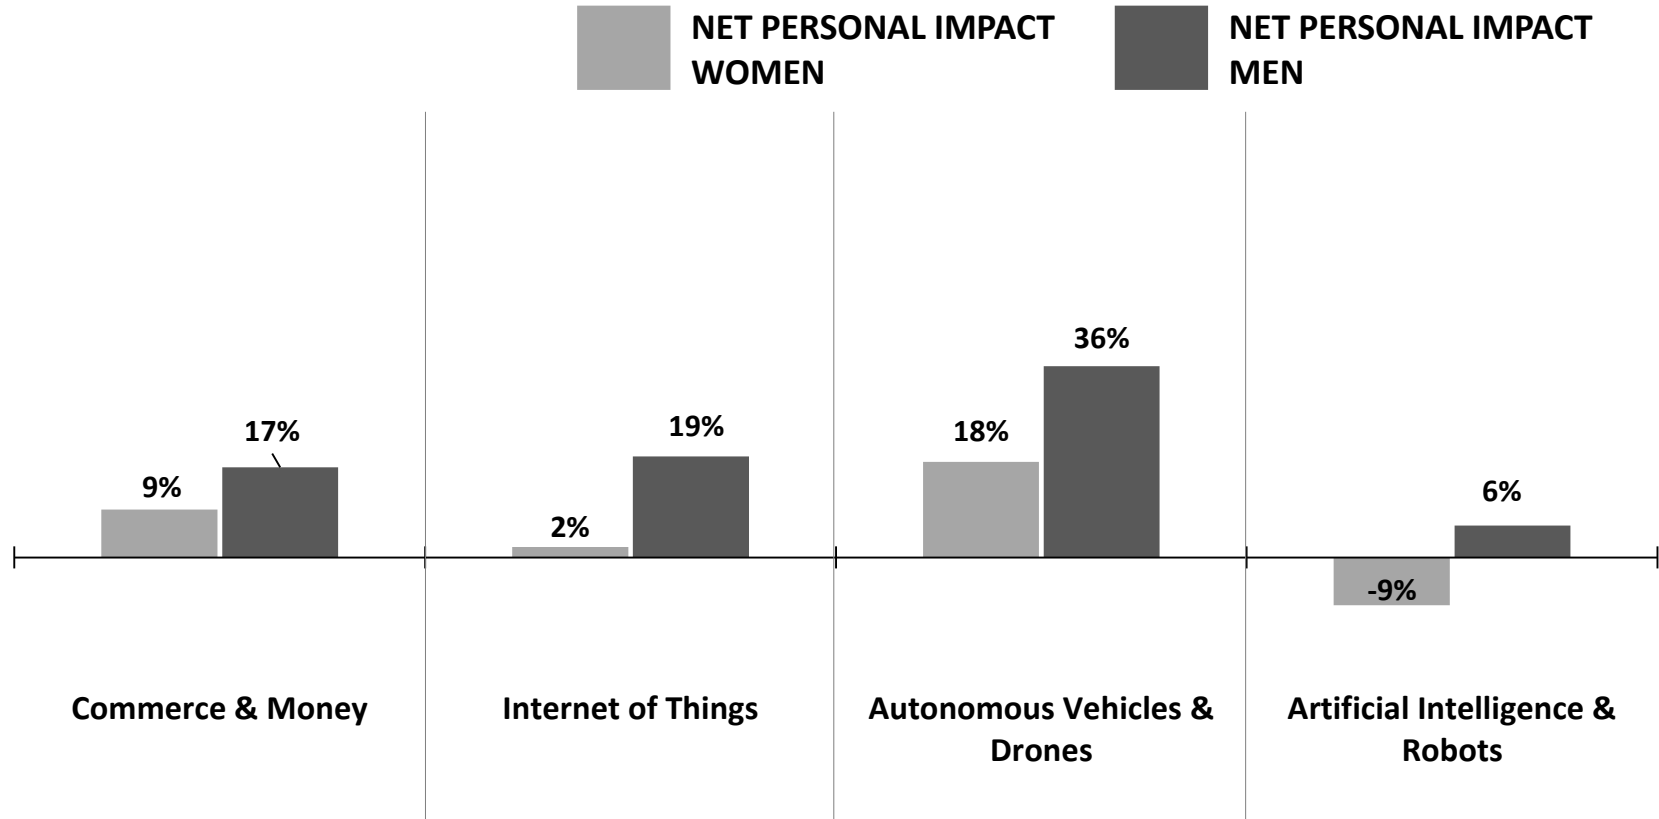 NET PERSONAL IMPACT
WOMEN
NET PERSONAL IMPACT
MEN
9%
17%
2%
19%
18%
36%
-9%
6%
Commerce & Money
Internet of Things
Autonomous Vehicles &
Drones
Artificial Intelligence &
Robots